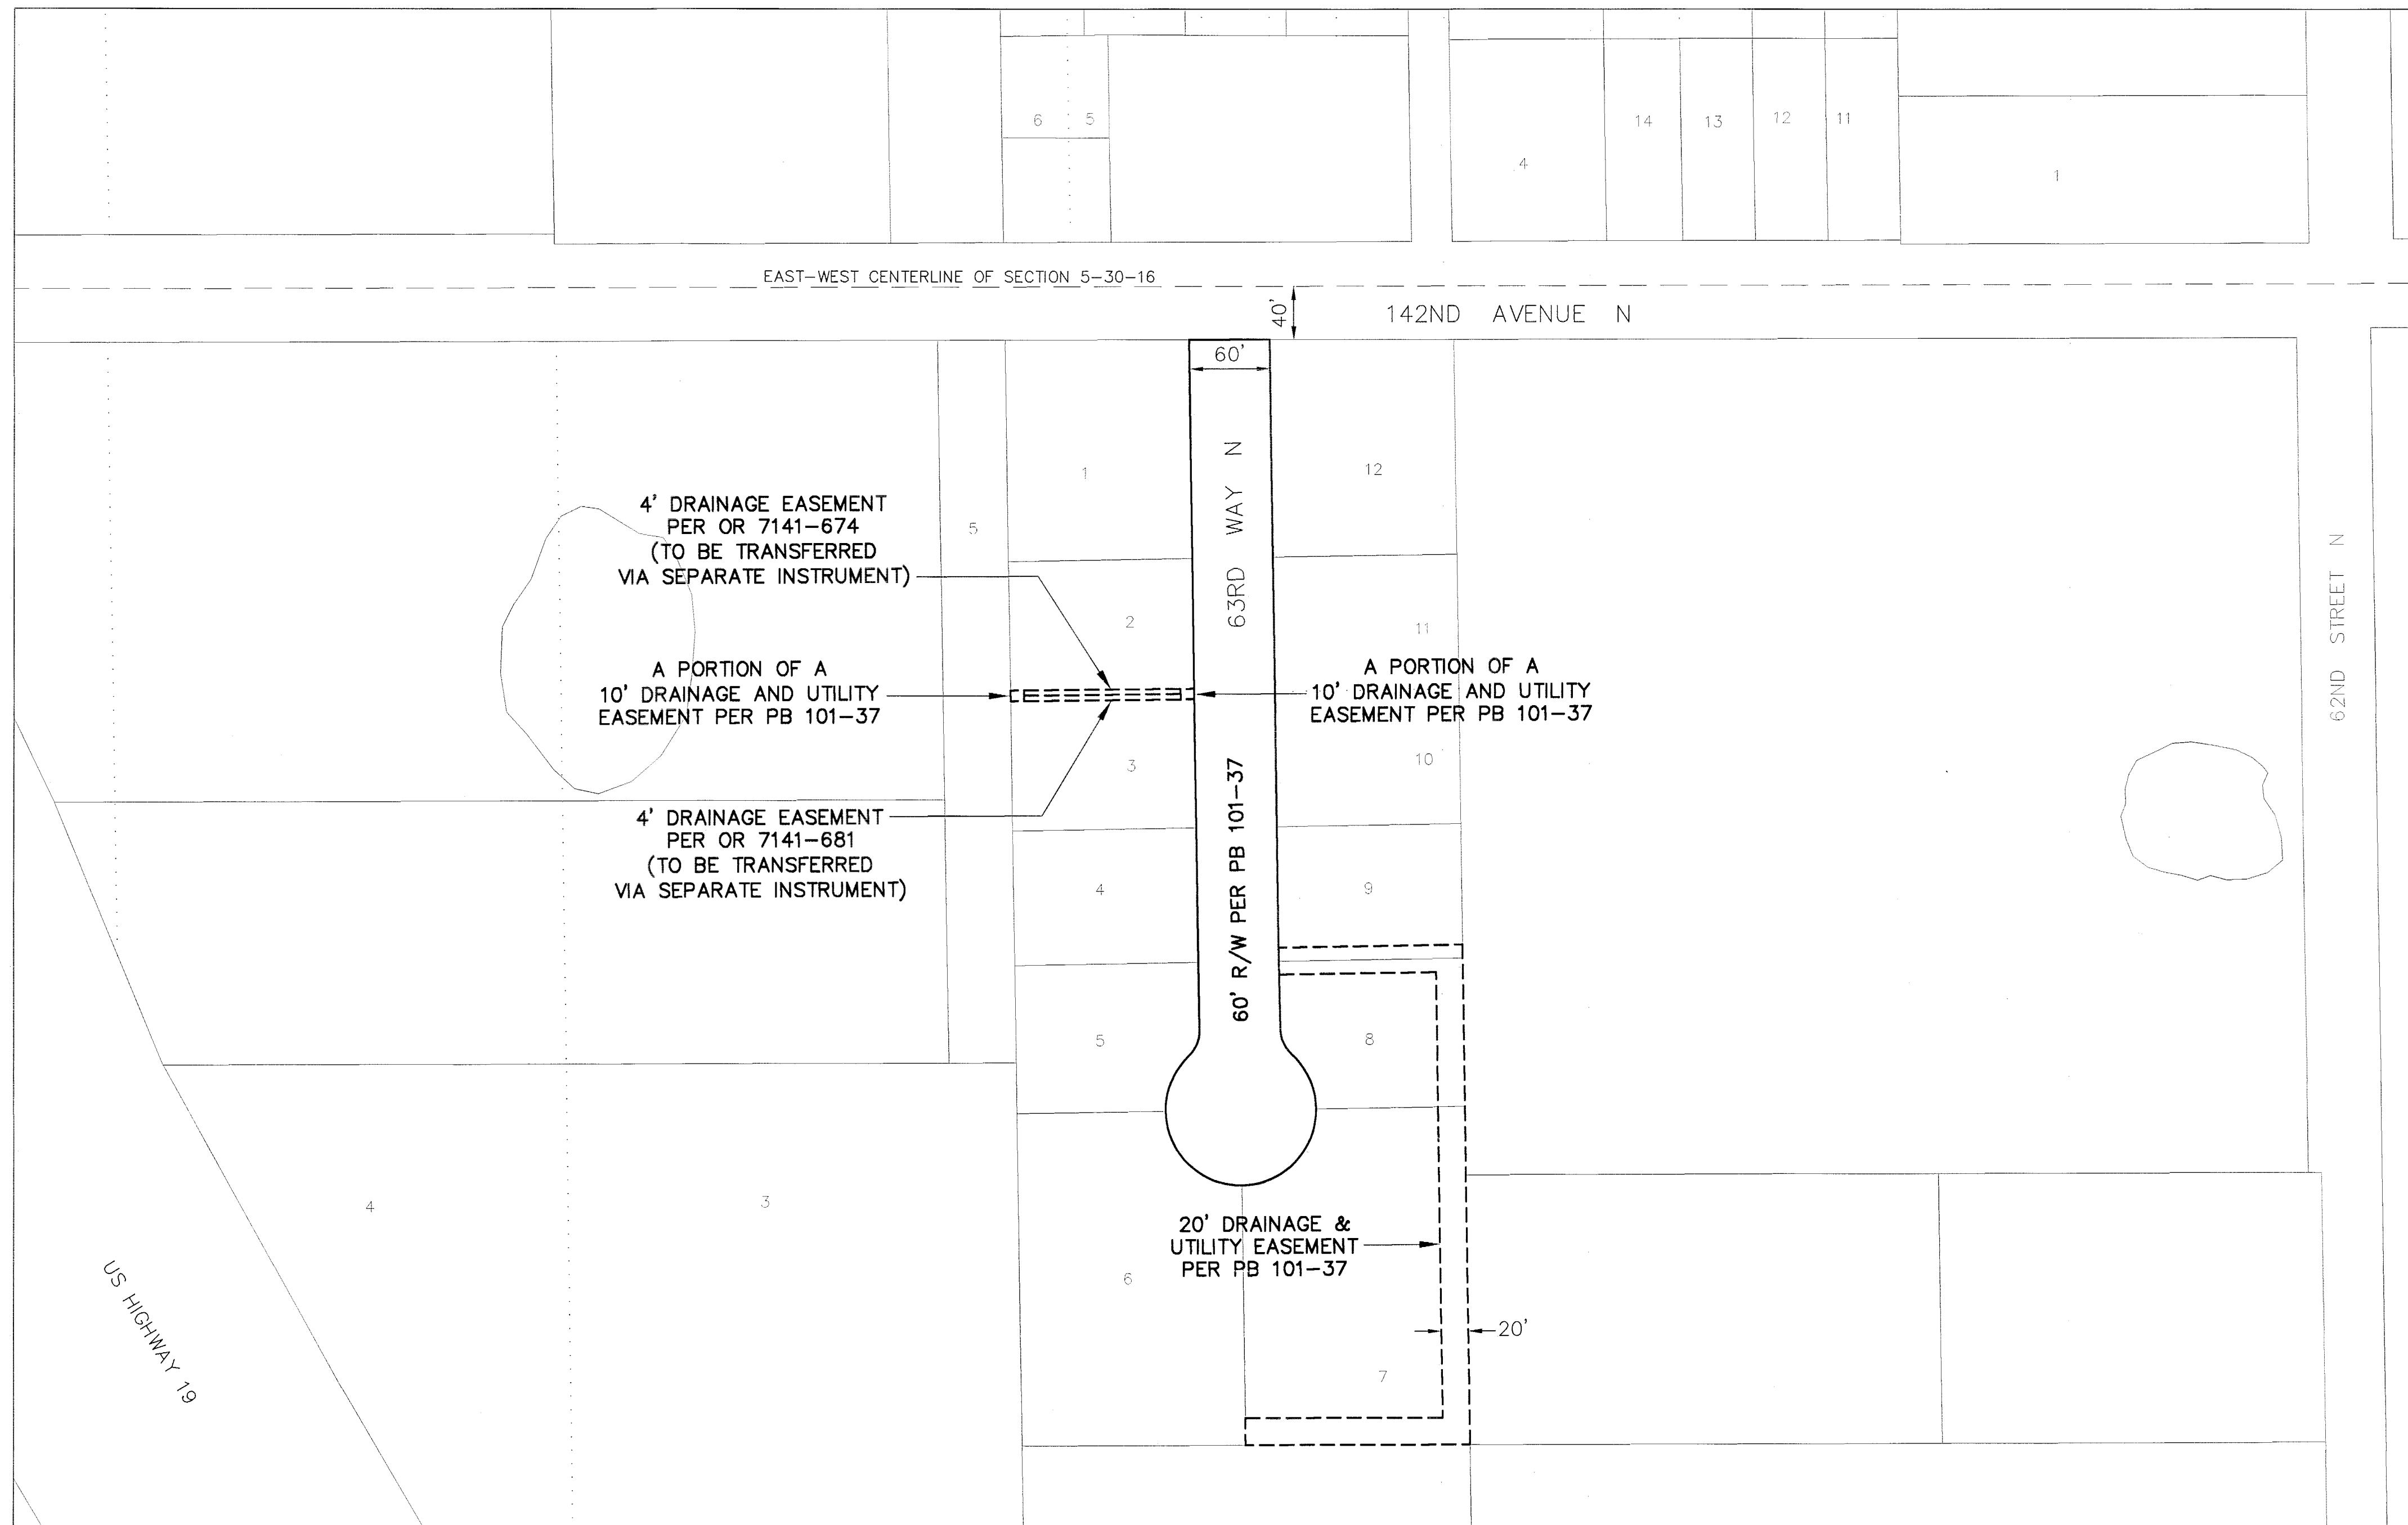 6
5
14
13
12
11
4
1
EAST-WEST CENTERLINE OF SECTION 5-30-16
40'
142ND AVENUE N
60'
63RD WAY N
1
12
4' DRAINAGE EASEMENT
PER OR 7141-674
(TO BE TRANSFERRED
VIA SEPARATE INSTRUMENT)
5
62ND STREET N
2
11
A PORTION OF A
10' DRAINAGE AND UTILITY
EASEMENT PER PB 101-37
A PORTION OF A
10' DRAINAGE AND UTILITY
EASEMENT PER PB 101-37
3
10
4' DRAINAGE EASEMENT
PER OR 7141-681
(TO BE TRANSFERRED
VIA SEPARATE INSTRUMENT)
60' R/W PER PB 101-37
4
9
5
8
4
3
20' DRAINAGE &
UTILITY EASEMENT
PER PB 101-37
6
US HIGHWAY 19
20'
7